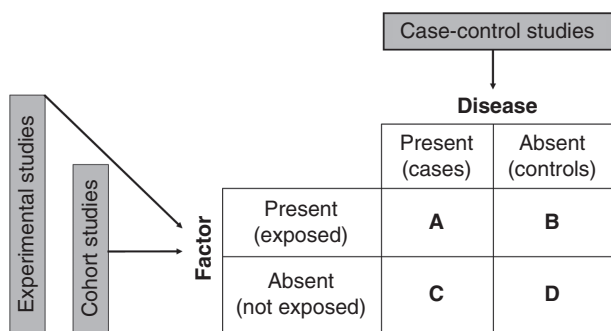 Case-control studies
Disease
Present
(cases)
Absent
(controls)
Experimental studies
Cohort studies
Factor
Present
(exposed)
A
B
Absent
(not exposed)
C
D